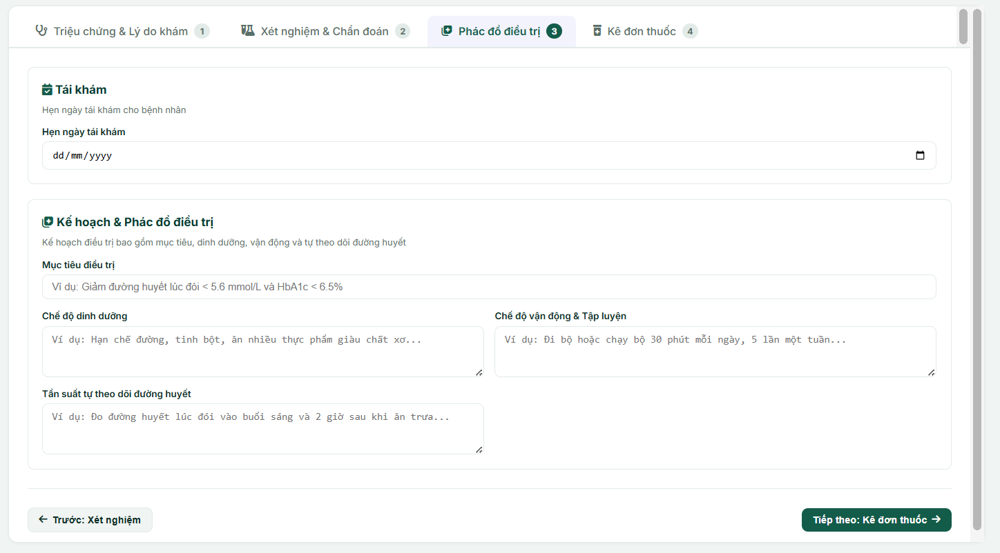 Triệu chứng & Lý do khám 1
Xét nghiệm & Chẩn đoán 2
Phác đồ điều trị 3
Kê đơn thuốc 4
Tái khám
Hẹn ngày tái khám cho bệnh nhân
Hẹn ngày tái khám
dd/mm/yyyy
Kế hoạch & Phác đồ điều trị
Kế hoạch điều trị bao gồm mục tiêu, dinh dưỡng, vận động và tự theo dõi đường huyết
Mục tiêu điều trị
Ví dụ: Giảm đường huyết lúc đói < 5.6 mmol/L và HbA1c < 6.5%
Chế độ dinh dưỡng
Ví dụ: Hạn chế đường, tinh bột, ăn nhiều thực phẩm giàu chất xơ...
Chế độ vận động & Tập luyện
Ví dụ: Đi bộ hoặc chạy bộ 30 phút mỗi ngày, 5 lần một tuần...
Tần suất tự theo dõi đường huyết
Ví dụ: Đo đường huyết lúc đói vào buổi sáng và 2 giờ sau khi ăn trưa...
← Trước: Xét nghiệm
Tiếp theo: Kê đơn thuốc →